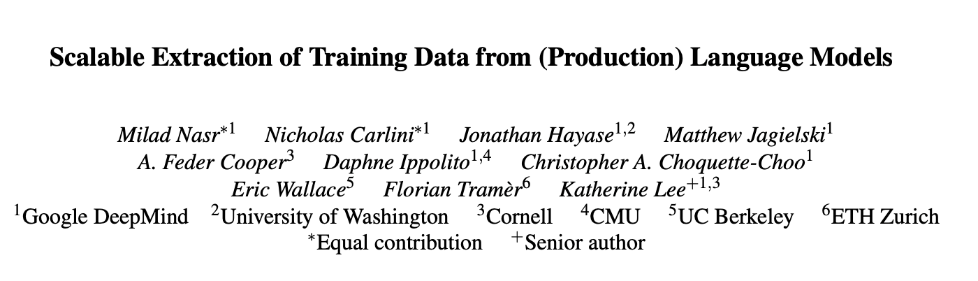 Scalable Extraction of Training Data from (Production) Language Models
Milad Nasr*1 Nicholas Carlini*1 Jonathan Hayase1,2 Matthew Jagielski1
A. Feder Cooper3 Daphne Ippolito1,4 Christopher A. Choquette-Choo1
Eric Wallace5 Florian Tramèr6 Katherine Lee+1,3
1Google DeepMind 2University of Washington 3Cornell 4CMU 5UC Berkeley 6ETH Zurich
*Equal contribution +Senior author